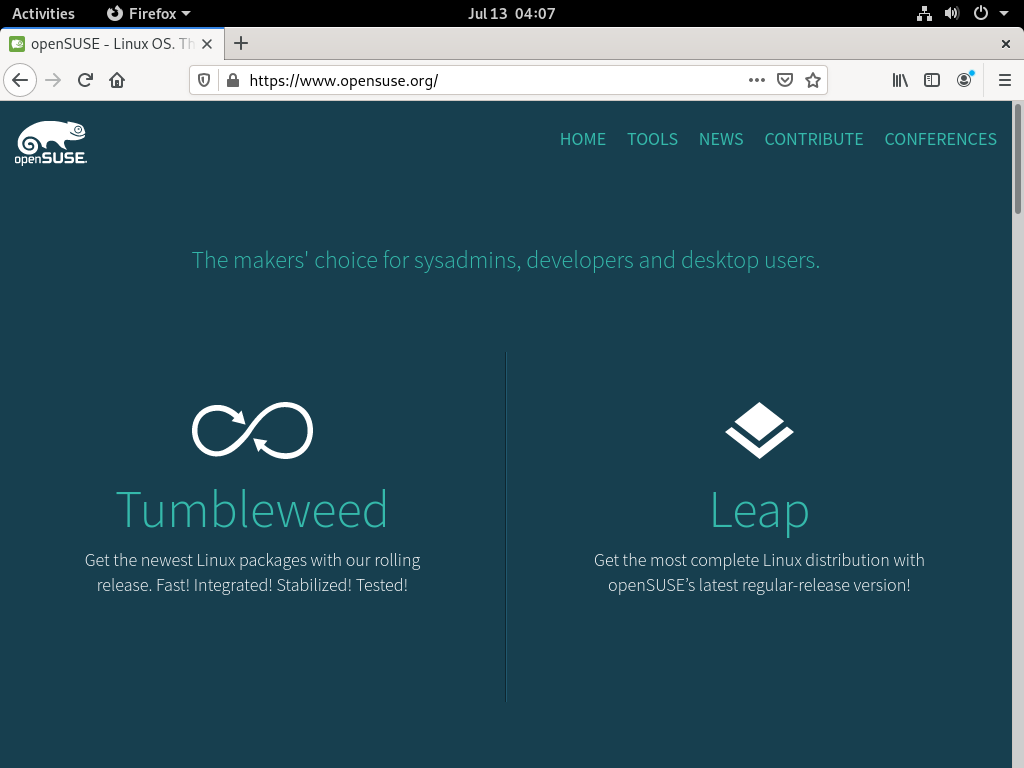 Activities Firefox Jul 13 04:07
openSUSE - Linux OS. Th
https://www.opensuse.org/
openSUSE. HOME TOOLS NEWS CONTRIBUTE CONFERENCES
The makers' choice for sysadmins, developers and desktop users.
Tumbleweed
Get the newest Linux packages with our rolling
release. Fast! Integrated! Stabilized! Tested!
Leap
Get the most complete Linux distribution with
openSUSE’s latest regular-release version!